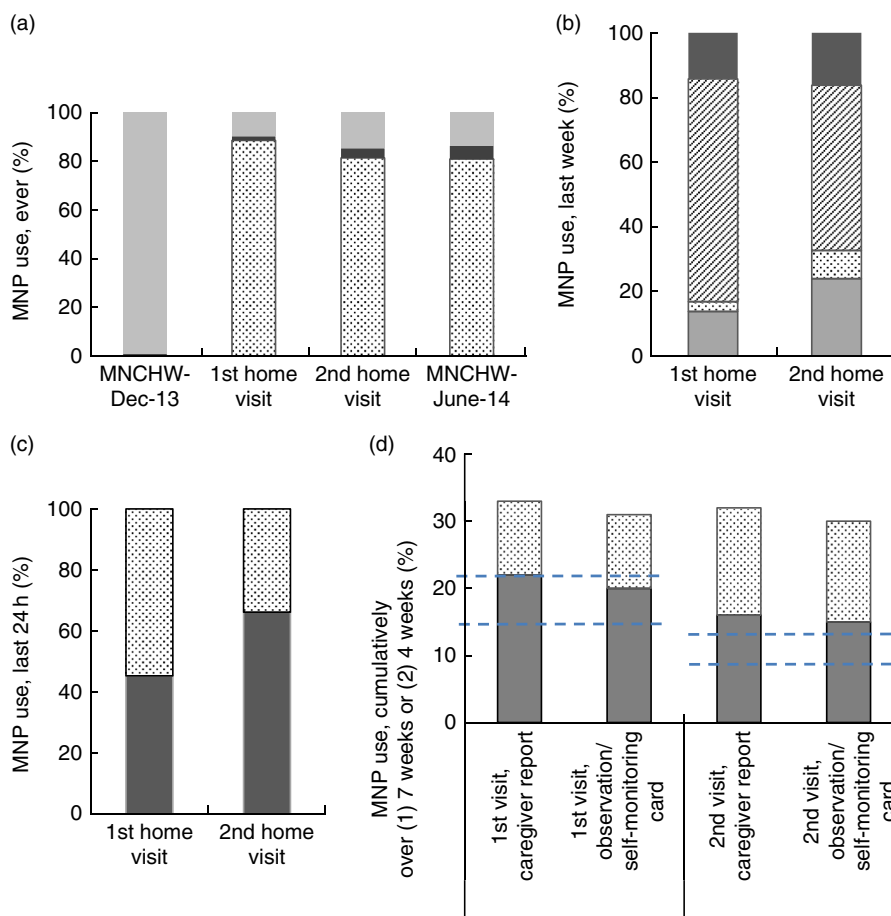 (a)
MNP use, ever (%)
100
80
60
40
20
0
MNCHW-
Dec-13
1st home
visit
2nd home
visit
MNCHW-
June-14
(b)
MNP use, last week (%)
100
80
60
40
20
0
1st home
visit
2nd home
visit
(c)
MNP use, last 24 h (%)
100
80
60
40
20
0
1st home
visit
2nd home
visit
(d)
MNP use, cumulatively
over (1) 7 weeks or (2) 4 weeks (%)
40
30
20
10
0
1st visit,
caregiver report
1st visit,
observation/
self-monitoring
card
2nd visit,
caregiver report
2nd visit,
observation/
self-monitoring
card